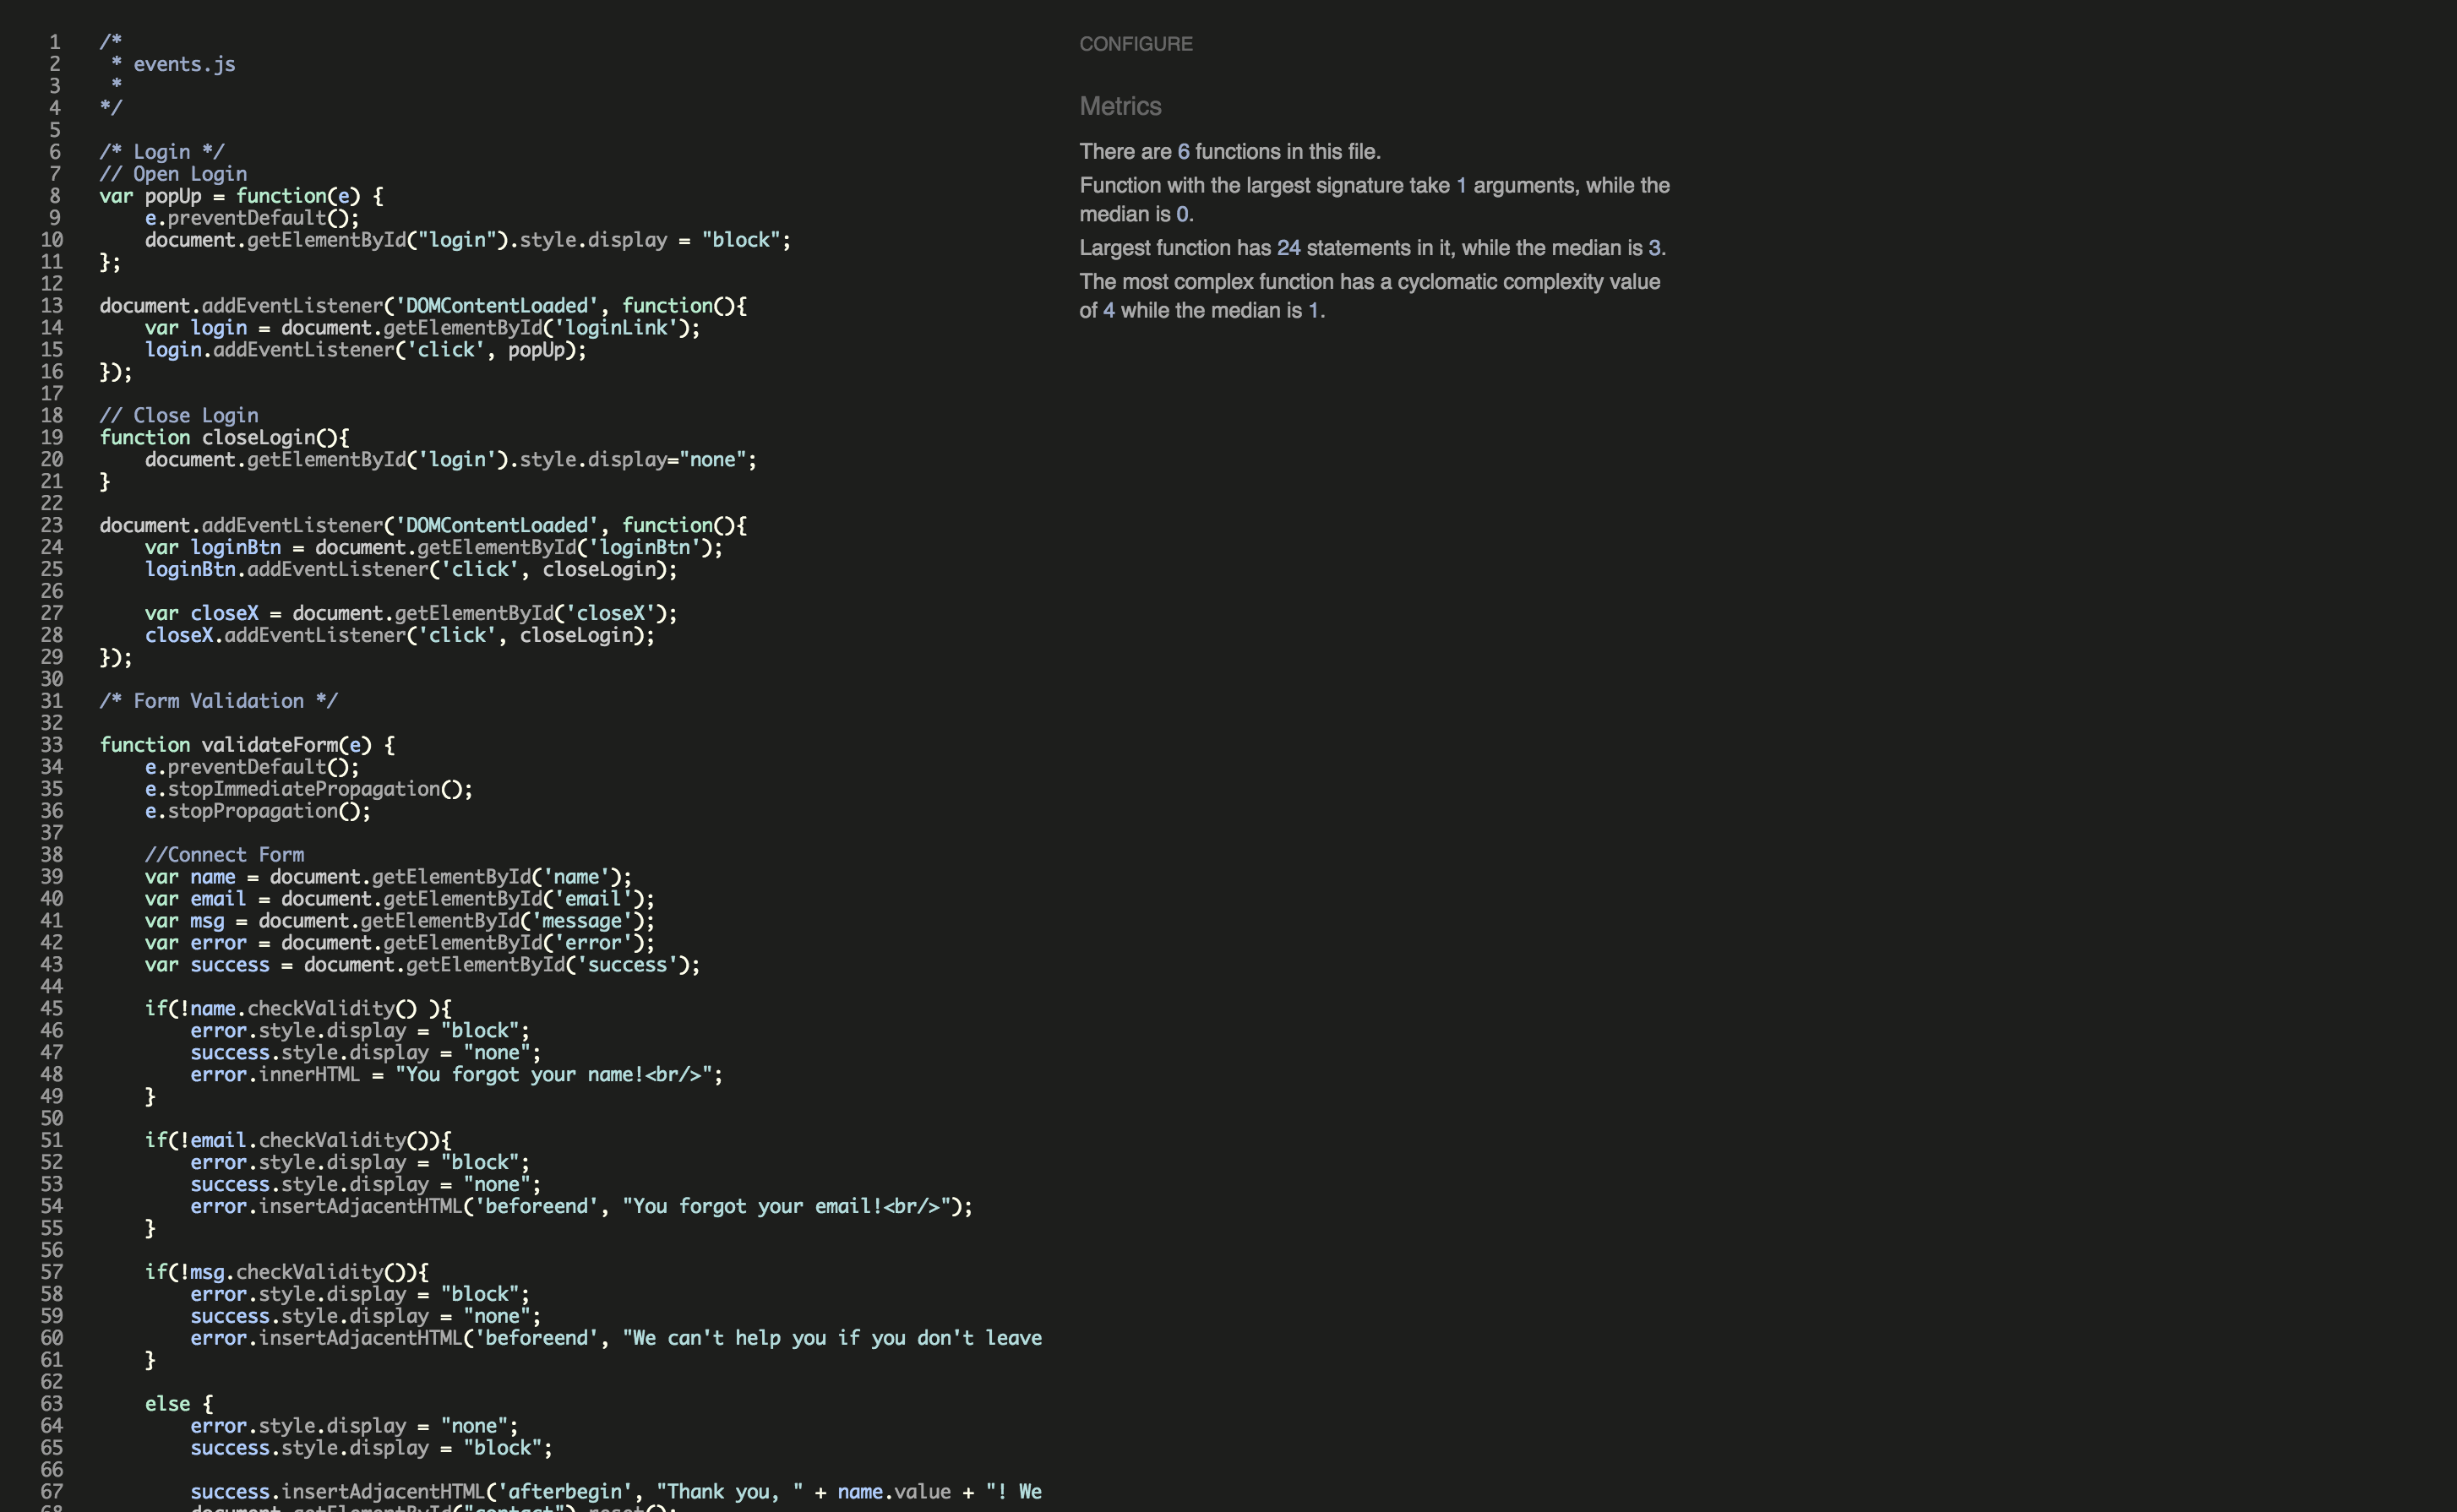 1 /*
2  * events.js
3  *
4 */
5
6 /* Login */
7 // Open Login
8 var popUp = function(e) {
9     e.preventDefault();
10     document.getElementById("login").style.display = "block";
11 };
12
13 document.addEventListener('DOMContentLoaded', function(){
14     var login = document.getElementById('loginLink');
15     login.addEventListener('click', popUp);
16 });
17
18 // Close Login
19 function closeLogin(){
20     document.getElementById('login').style.display="none";
21 }
22
23 document.addEventListener('DOMContentLoaded', function(){
24     var loginBtn = document.getElementById('loginBtn');
25     loginBtn.addEventListener('click', closeLogin);
26
27     var closeX = document.getElementById('closeX');
28     closeX.addEventListener('click', closeLogin);
29 });
30
31 /* Form Validation */
32
33 function validateForm(e) {
34     e.preventDefault();
35     e.stopImmediatePropagation();
36     e.stopPropagation();
37
38     //Connect Form
39     var name = document.getElementById('name');
40     var email = document.getElementById('email');
41     var msg = document.getElementById('message');
42     var error = document.getElementById('error');
43     var success = document.getElementById('success');
44
45     if(!name.checkValidity() ){
46         error.style.display = "block";
47         success.style.display = "none";
48         error.innerHTML = "You forgot your name!<br/>";
49     }
50
51     if(!email.checkValidity()){
52         error.style.display = "block";
53         success.style.display = "none";
54         error.insertAdjacentHTML('beforeend', "You forgot your email!<br/>");
55     }
56
57     if(!msg.checkValidity()){
58         error.style.display = "block";
59         success.style.display = "none";
60         error.insertAdjacentHTML('beforeend', "We can't help you if you don't leave
61     }
62
63     else {
64         error.style.display = "none";
65         success.style.display = "block";
66
67         success.insertAdjacentHTML('afterbegin', "Thank you, " + name.value + "! We
68         document.getElementById("contact").reset();
CONFIGURE
Metrics
There are 6 functions in this file.
Function with the largest signature take 1 arguments, while the
median is 0.
Largest function has 24 statements in it, while the median is 3.
The most complex function has a cyclomatic complexity value
of 4 while the median is 1.